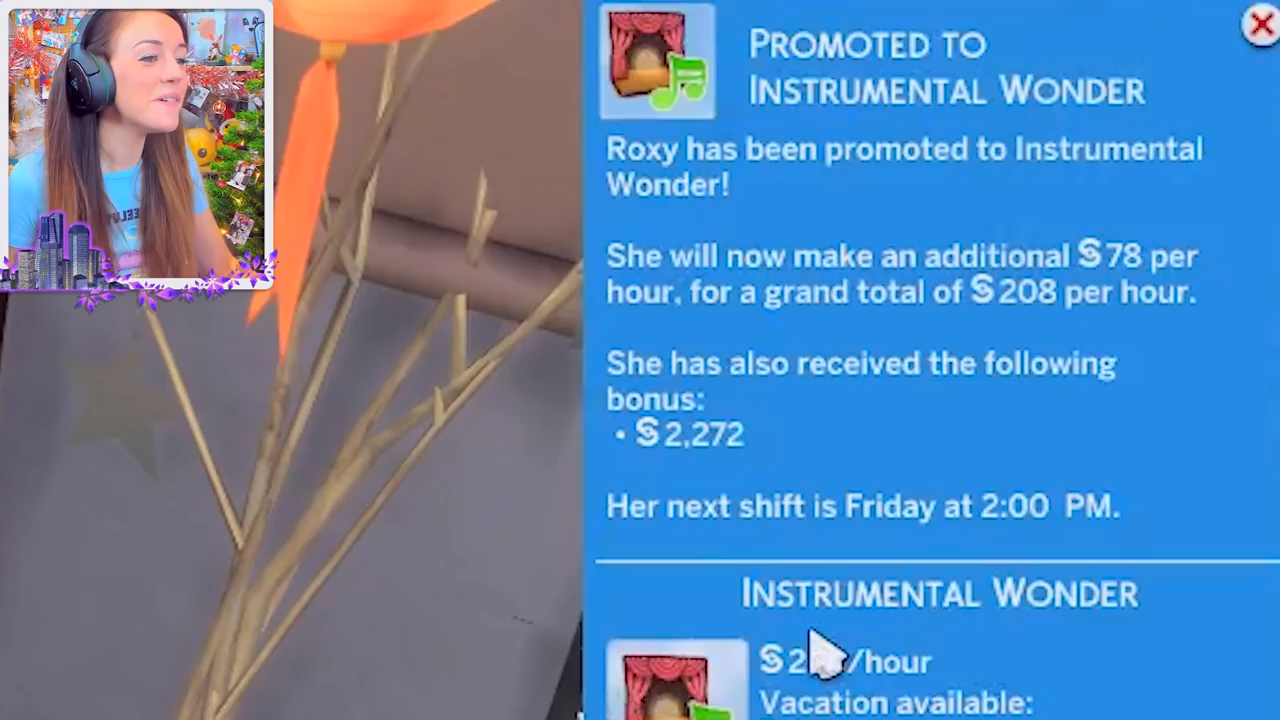 PROMOTED TO
INSTRUMENTAL WONDER
Roxy has been promoted to Instrumental
Wonder!
She will now make an additional §78 per
hour, for a grand total of §208 per hour.
She has also received the following
bonus:
• §2,272
Her next shift is Friday at 2:00 PM.
INSTRUMENTAL WONDER
/hour
Vacation available: